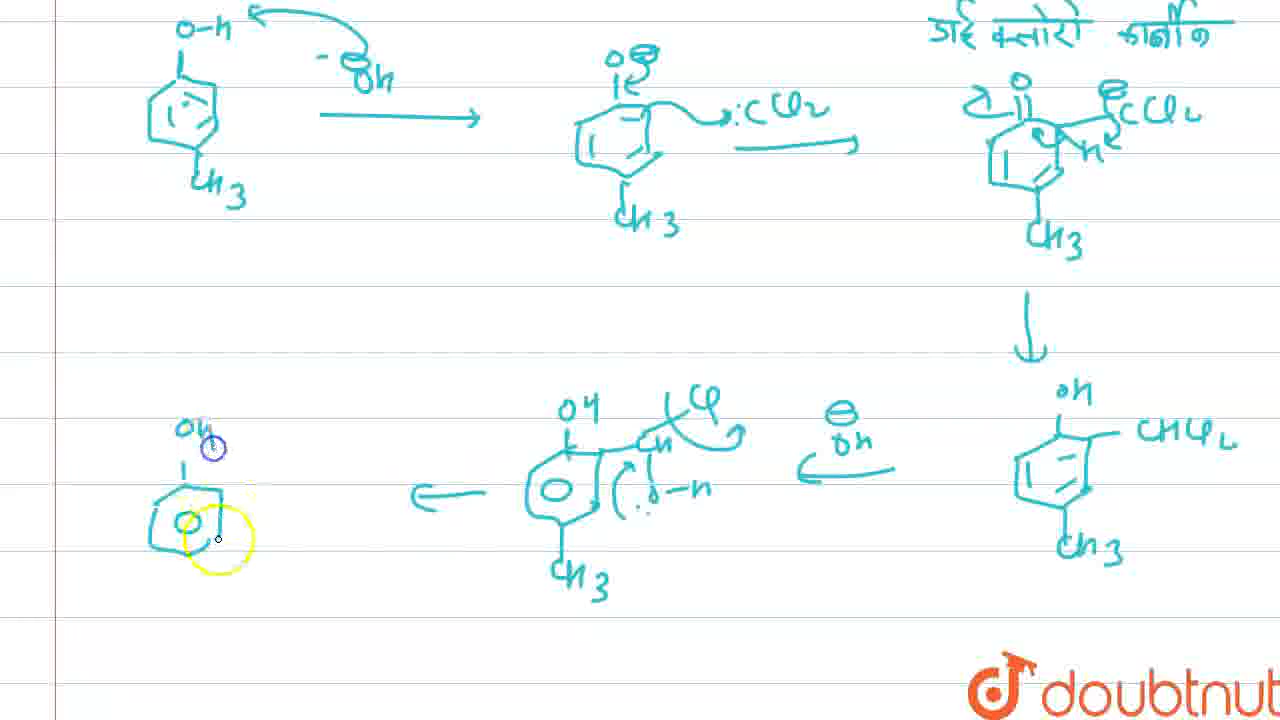 डाई क्लोरो कार्बीन
O-H
-
⊖
OH
CH3
O ⊖
:CCl2
CH3
O
⊖
CCl2
H
CH3
OH
CHCl2
CH3
⊖
OH
OH
CH
Cl
:O-H
CH3
OH
doubtnut